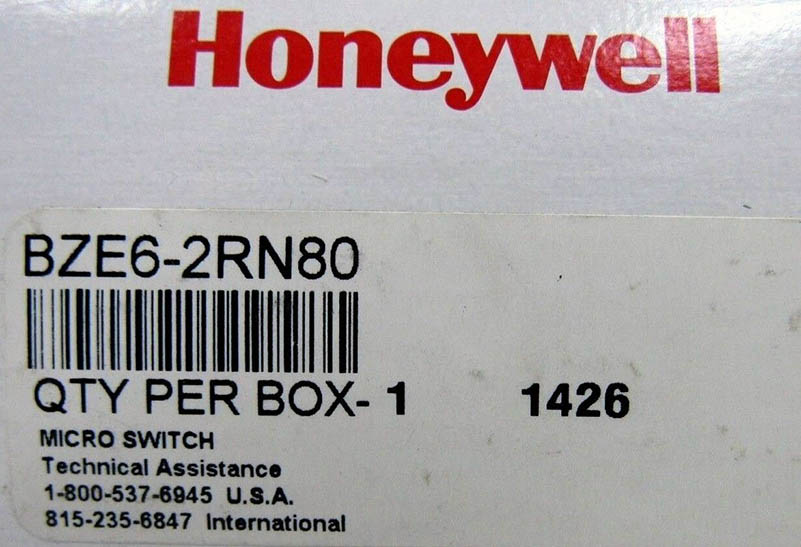 Honeywell
BZE6-2RN80
QTY PER BOX- 1 1426
MICRO SWITCH
Technical Assistance
1-800-537-6945 U.S.A.
815-235-6847 International